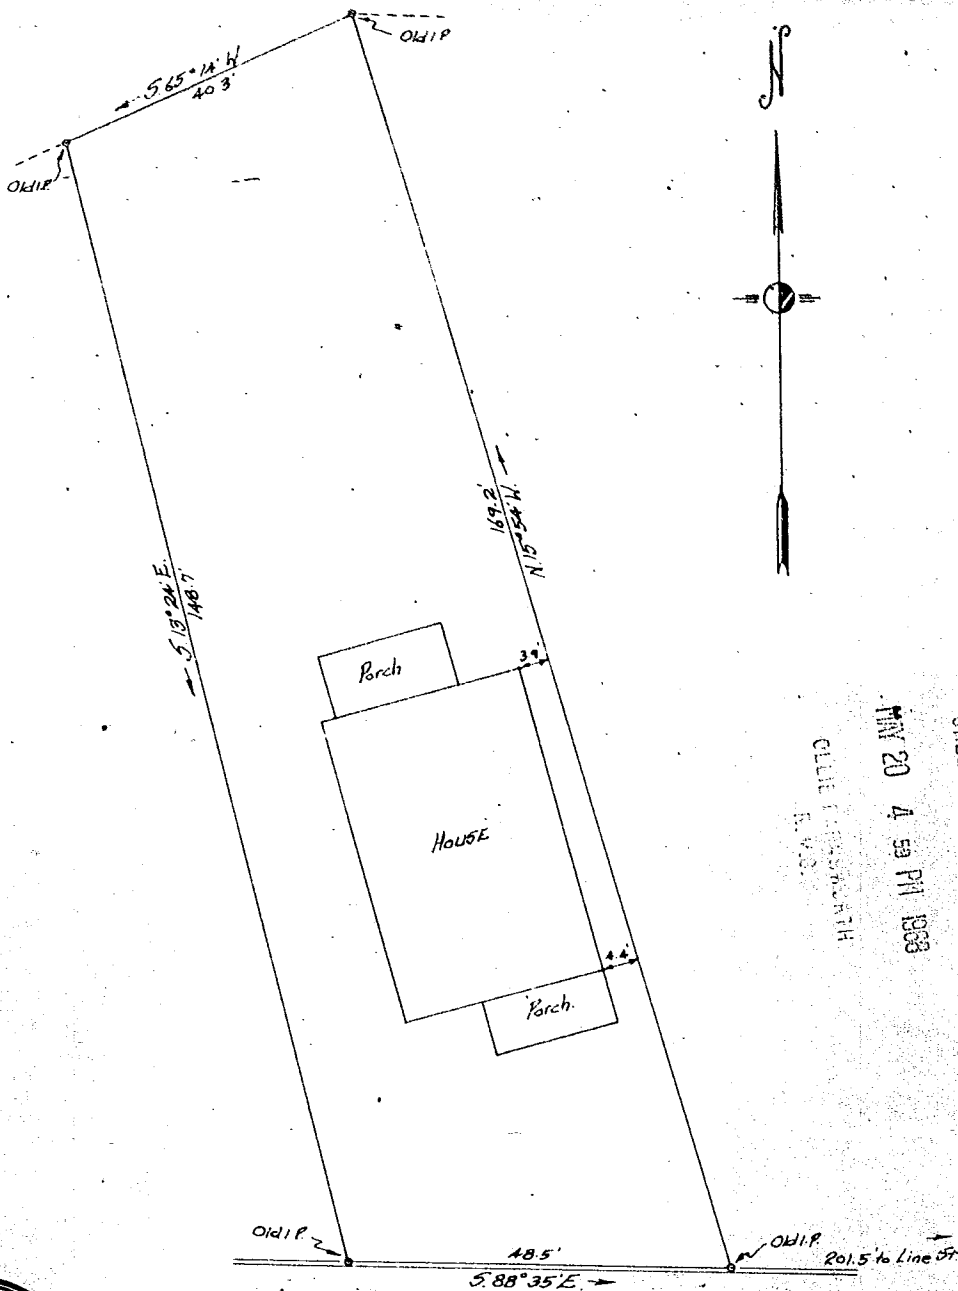 Old I.P.
S. 65° 14' W
40.3'
Old I.P.
N
169.2'
N. 15° 54' W.
S. 13° 24' E.
148.7'
Porch
3.9'
HOUSE
4.4'
Porch.
MAY 20 4 59 PM 1968
OLLIE
R.M.C.
Old I.P.
48.5'
Old I.P.
201.5' to Line St.
S. 88° 35' E.